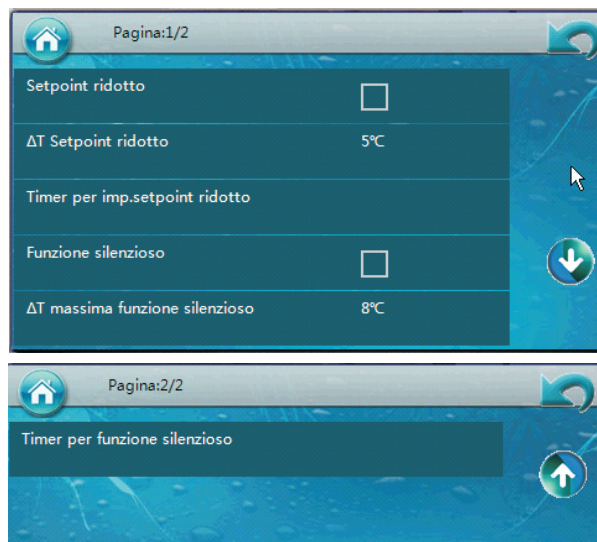 Pagina:1/2
Setpoint ridotto
ΔT Setpoint ridotto 5℃
Timer per imp.setpoint ridotto
Funzione silenzioso
ΔT massima funzione silenzioso 8℃
Pagina:2/2
Timer per funzione silenzioso